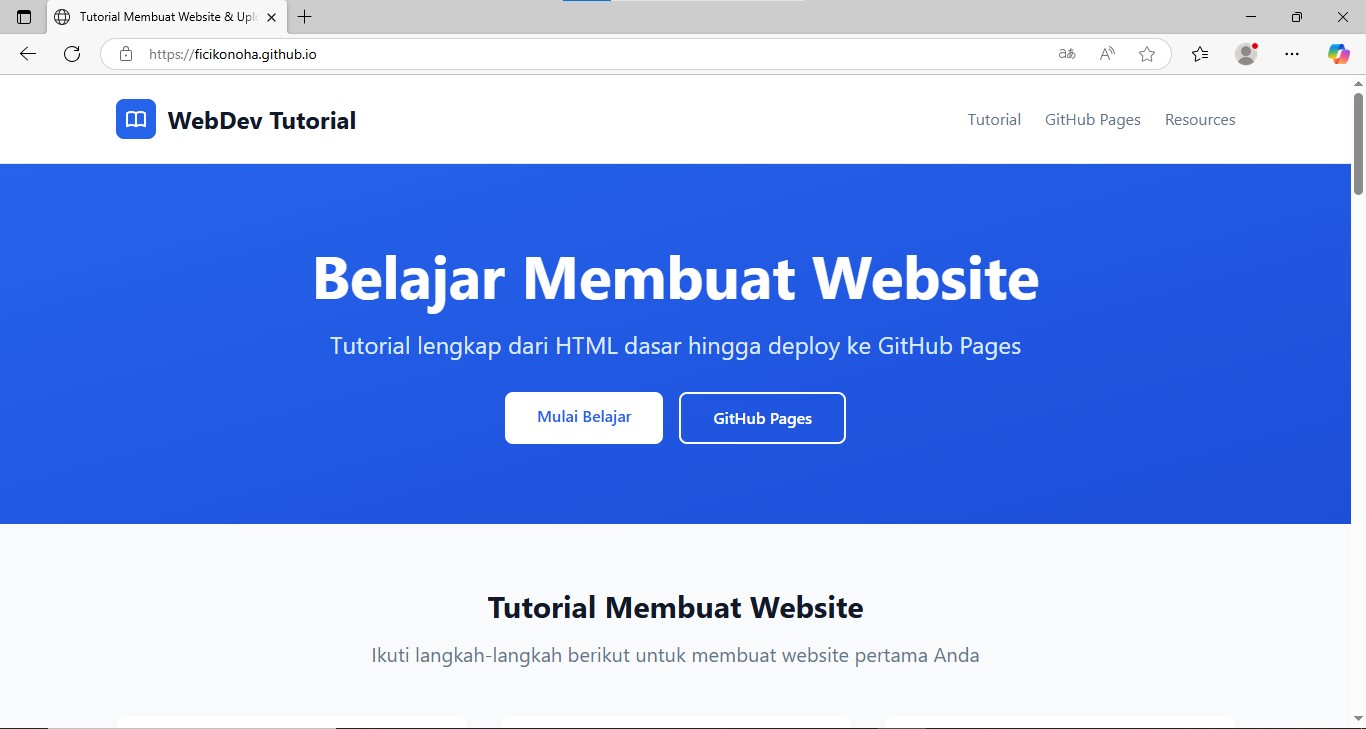 Tutorial Membuat Website & Upl
https://ficikonoha.github.io
WebDev Tutorial
Tutorial
GitHub Pages
Resources
Belajar Membuat Website
Tutorial lengkap dari HTML dasar hingga deploy ke GitHub Pages
Mulai Belajar
GitHub Pages
Tutorial Membuat Website
Ikuti langkah-langkah berikut untuk membuat website pertama Anda